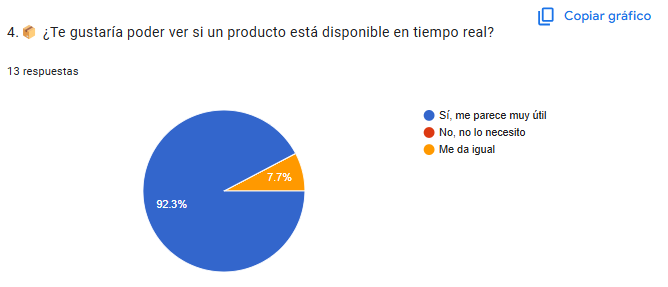 Copiar gráfico
4. 📦 ¿Te gustaría poder ver si un producto está disponible en tiempo real?
13 respuestas
Sí, me parece muy útil
No, no lo necesito
Me da igual
7.7%
92.3%